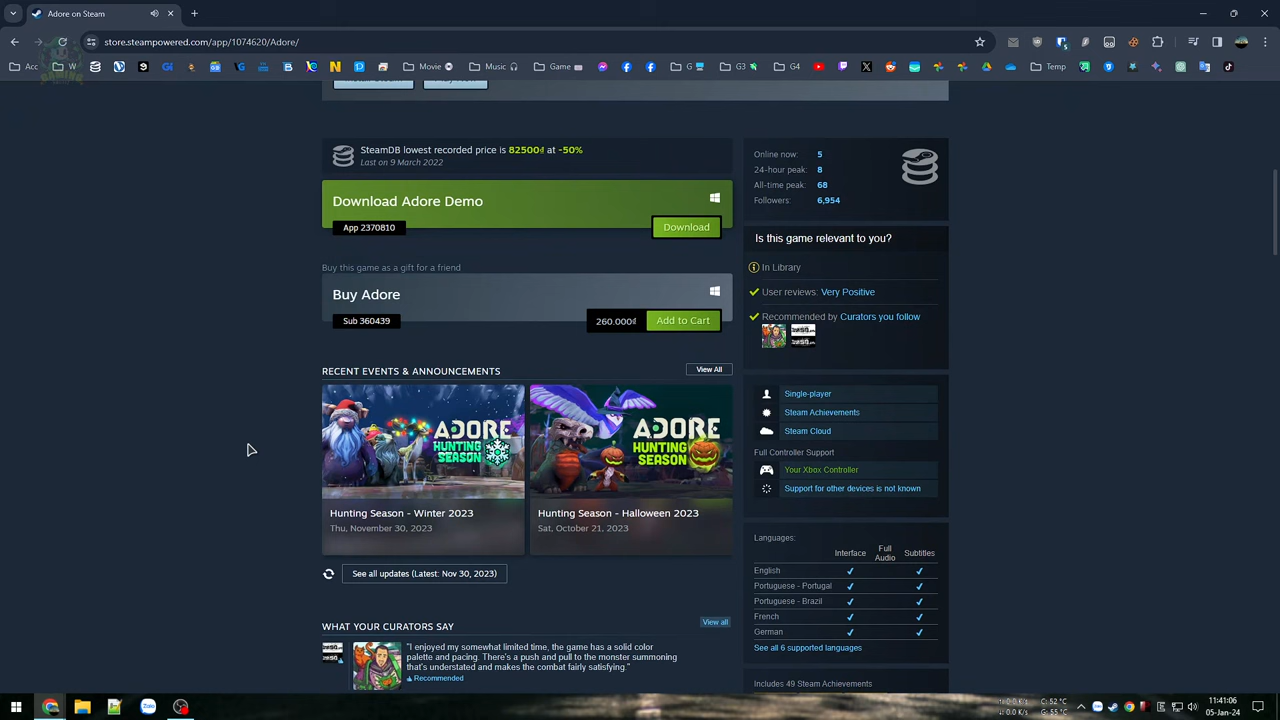 Adore on Steam
store.steampowered.com/app/1074620/Adore/
Movie
Music
Game
G
G3
G4
Temp
SteamDB lowest recorded price is 82500₫ at -50%
Last on 9 March 2022
Download Adore Demo
App 2370810
Download
Buy this game as a gift for a friend
Buy Adore
Sub 360439
260.000₫
Add to Cart
RECENT EVENTS & ANNOUNCEMENTS
View All
ADORE
HUNTING
SEASON
ADORE
HUNTING
SEASON
Hunting Season - Winter 2023
Thu, November 30, 2023
Hunting Season - Halloween 2023
Sat, October 21, 2023
See all updates (Latest: Nov 30, 2023)
WHAT YOUR CURATORS SAY
View all
"I enjoyed my somewhat limited time, the game has a solid color
palette and pacing. There's a push and pull to the monster summoning
that's understated and makes the combat fairly satisfying."
Recommended
Online now: 5
24-hour peak: 8
All-time peak: 68
Followers: 6,954
Is this game relevant to you?
In Library
User reviews: Very Positive
Recommended by Curators you follow
Single-player
Steam Achievements
Steam Cloud
Full Controller Support
Your Xbox Controller
Support for other devices is not known
Languages:
Interface Full Audio Subtitles
English
Portuguese - Portugal
Portuguese - Brazil
French
German
See all 6 supported languages
Includes 49 Steam Achievements
Zalo
↑: 0.0 K/s
↓: 0.0 K/s
C: 52 °C
G: 55 °C
11:41:06
05-Jan-24